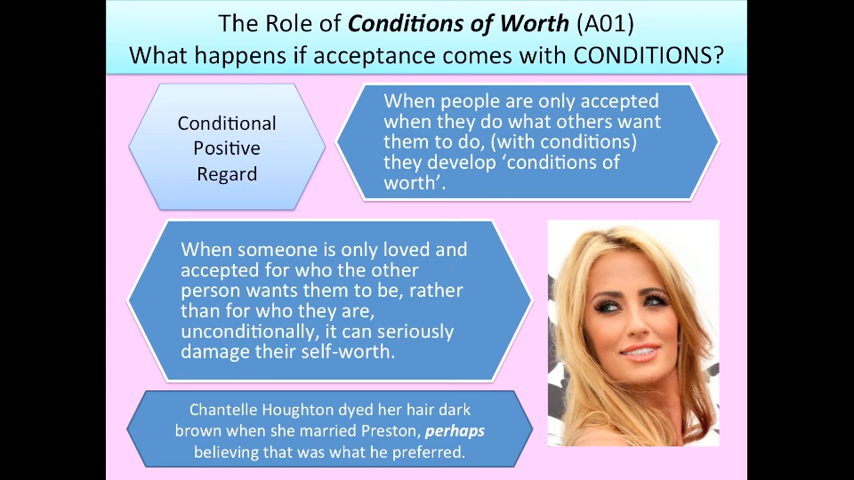 The Role of Conditions of Worth (A01)
What happens if acceptance comes with CONDITIONS?
Conditional
Positive
Regard
When people are only accepted
when they do what others want
them to do, (with conditions)
they develop ‘conditions of
worth’.
When someone is only loved and
accepted for who the other
person wants them to be, rather
than for who they are,
unconditionally, it can seriously
damage their self-worth.
Chantelle Houghton dyed her hair dark
brown when she married Preston, perhaps
believing that was what he preferred.